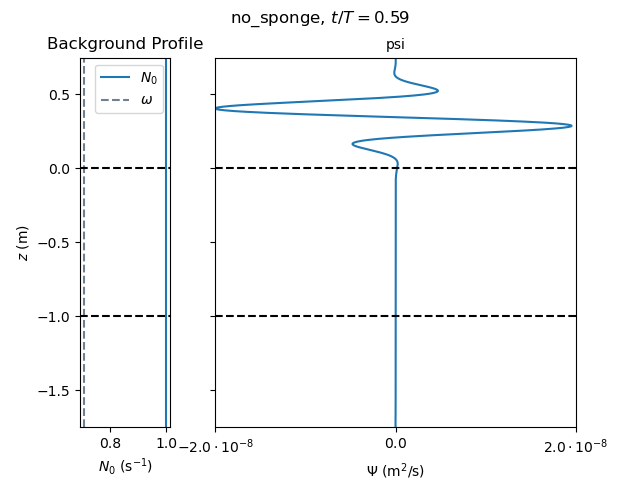 no_sponge, t/T = 0.59
Background Profile
psi
N₀
ω
0.5
0.0
−0.5
−1.0
−1.5
z (m)
0.8
1.0
N₀ (s⁻¹)
−2.0·10⁻⁸
0.0
2.0·10⁻⁸
Ψ (m²/s)